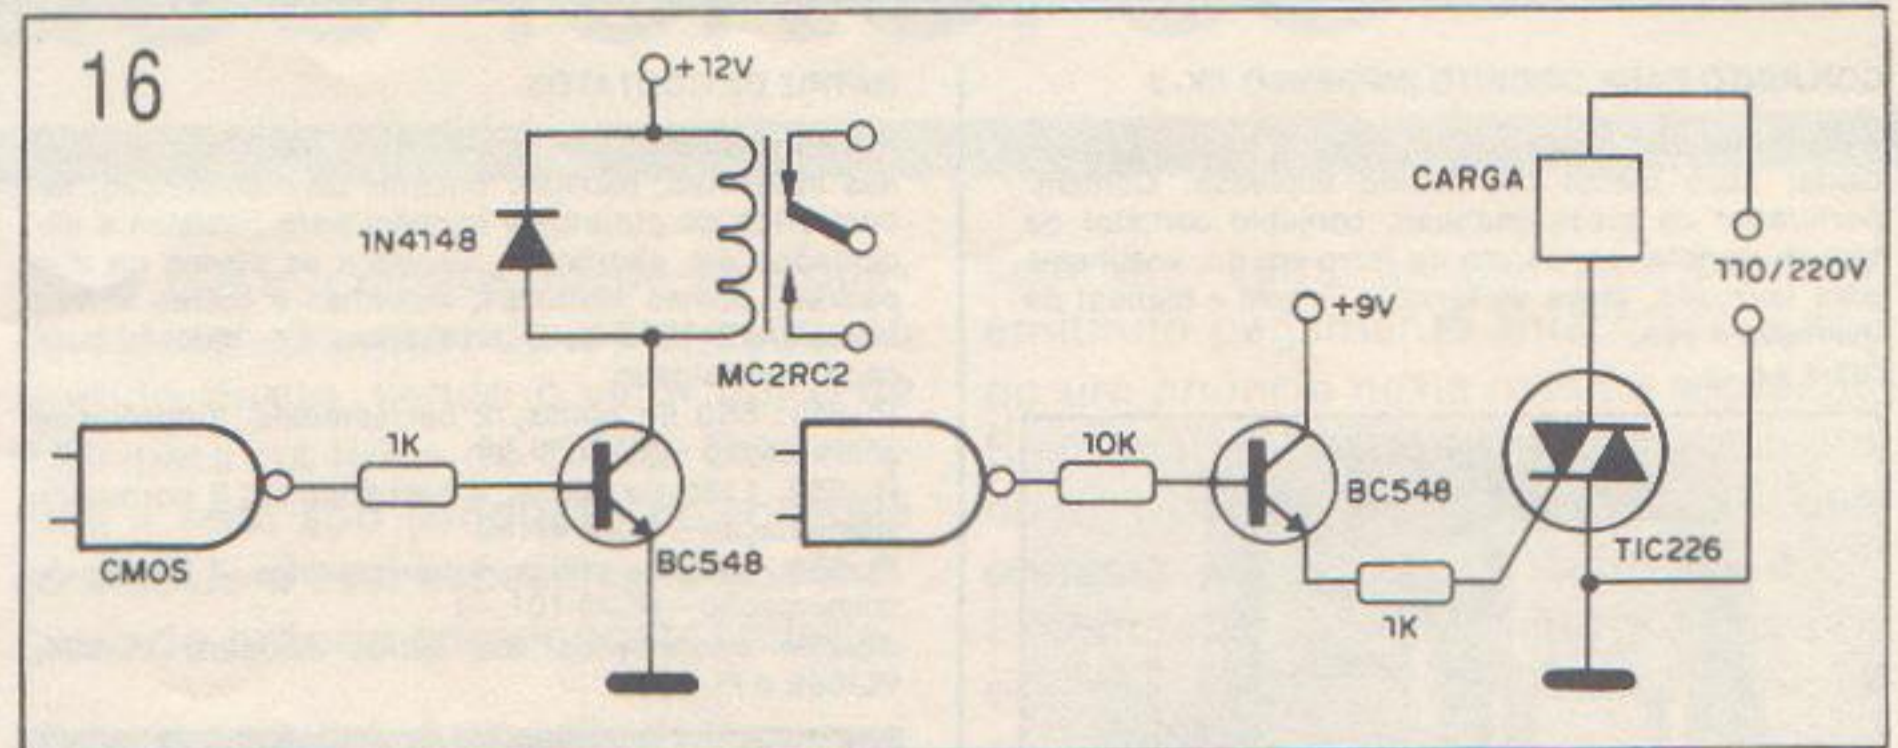 16
+12V
1N4148
MC2RC2
1K
BC548
CMOS
CARGA
110/220V
+9V
10K
BC548
1K
TIC226